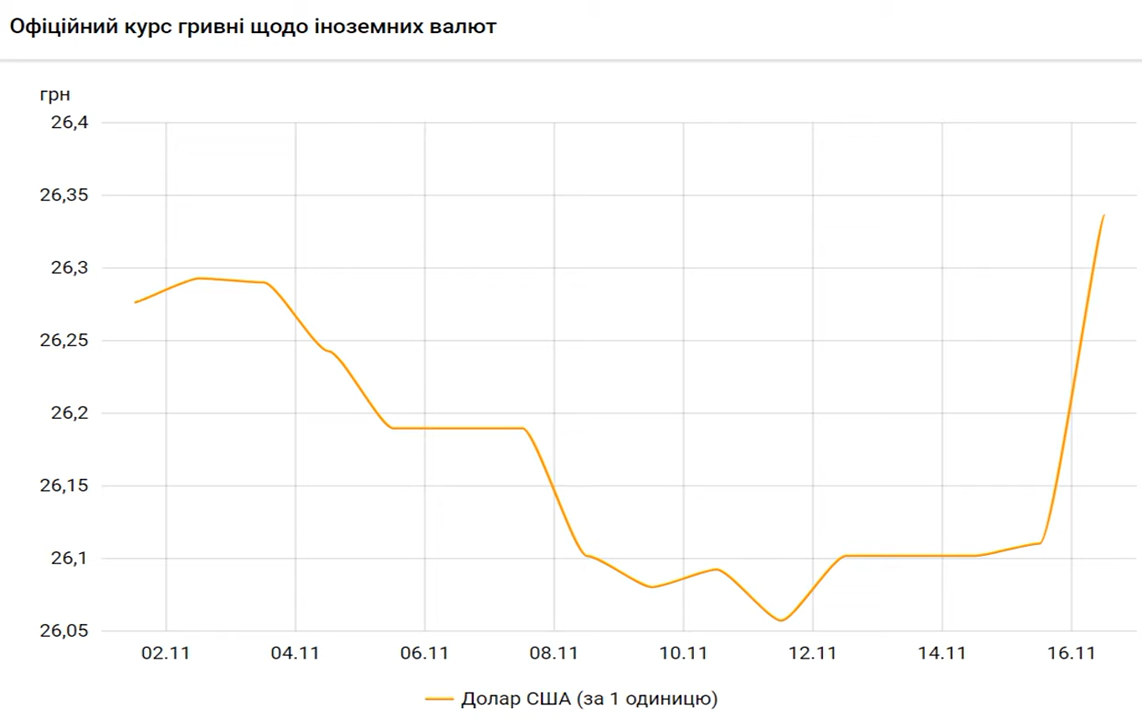 Офіційний курс гривні щодо іноземних валют
грн
26,4
26,35
26,3
26,25
26,2
26,15
26,1
26,05
02.11 04.11 06.11 08.11 10.11 12.11 14.11 16.11
Долар США (за 1 одиницю)